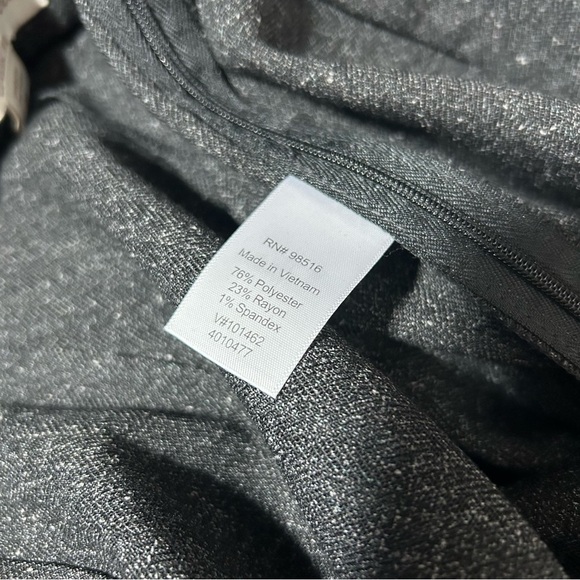 RN# 98516
Made in Vietnam
76% Polyester
23% Rayon
1% Spandex
V#101462
4010477